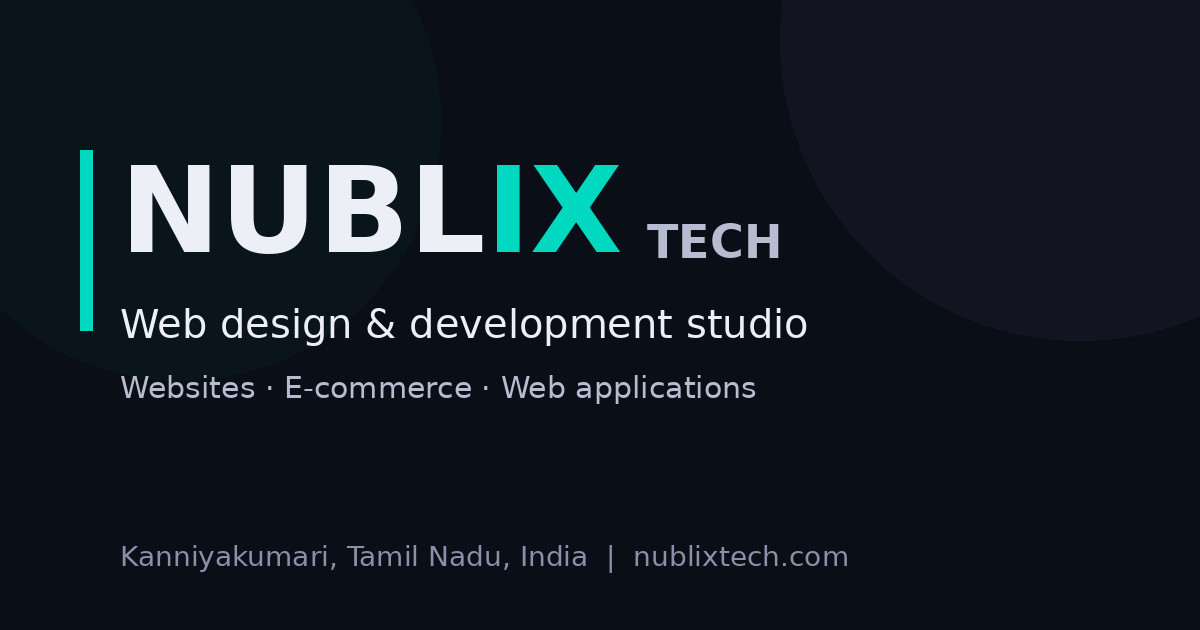 NUBLIX TECH
Web design & development studio
Websites · E-commerce · Web applications
Kanniyakumari, Tamil Nadu, India | nublixtech.com